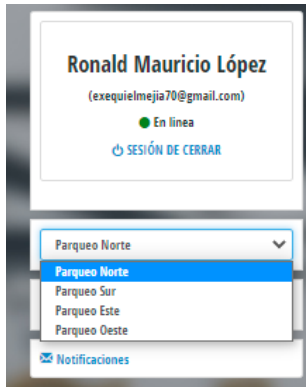 Ronald Mauricio López
(exequielmejia70@gmail.com)
En linea
SESIÓN DE CERRAR
Parqueo Norte
Parqueo Norte
Parqueo Sur
Parqueo Este
Parqueo Oeste
Notificaciones